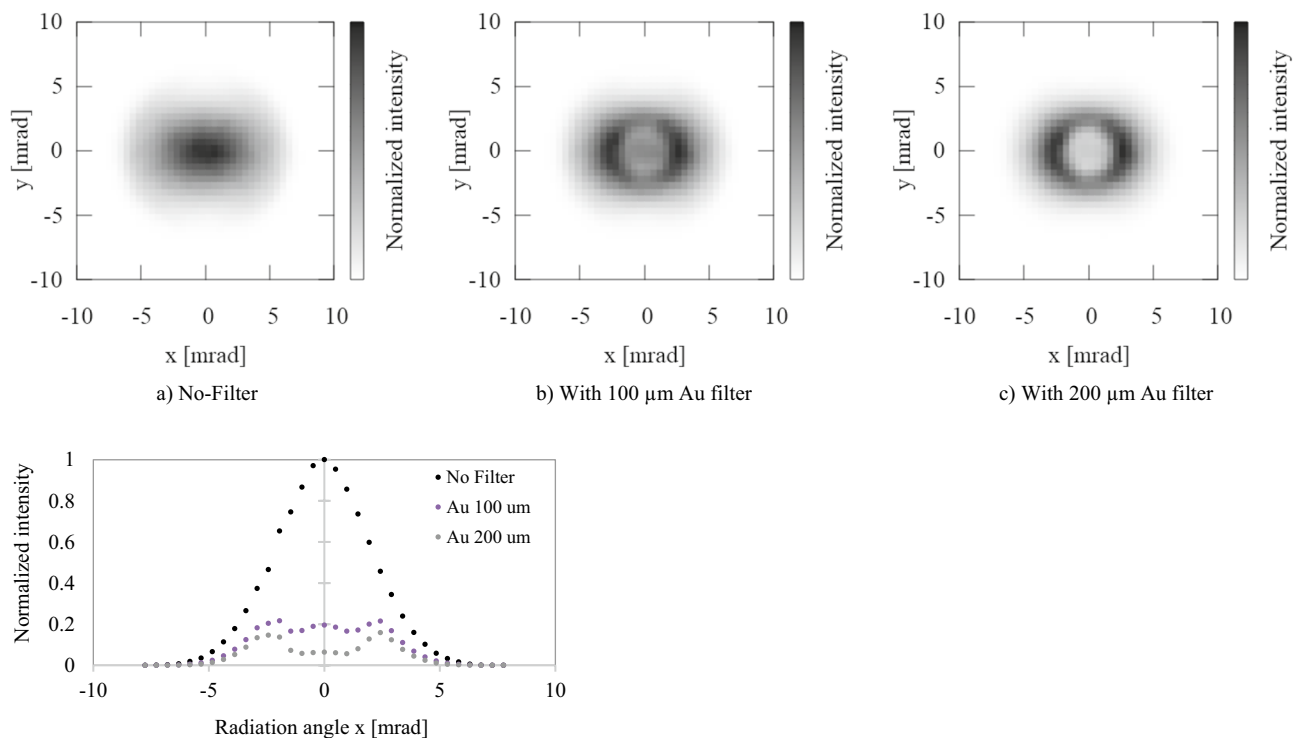 10
5
0
-5
-10
y [mrad]
-10 -5 0 5 10
x [mrad]
Normalized intensity
a) No-Filter
10
5
0
-5
-10
y [mrad]
-10 -5 0 5 10
x [mrad]
Normalized intensity
b) With 100 µm Au filter
10
5
0
-5
-10
y [mrad]
-10 -5 0 5 10
x [mrad]
Normalized intensity
c) With 200 µm Au filter
Normalized intensity
1
0.8
0.6
0.4
0.2
0
No Filter
Au 100 um
Au 200 um
-10 -5 0 5 10
Radiation angle x [mrad]